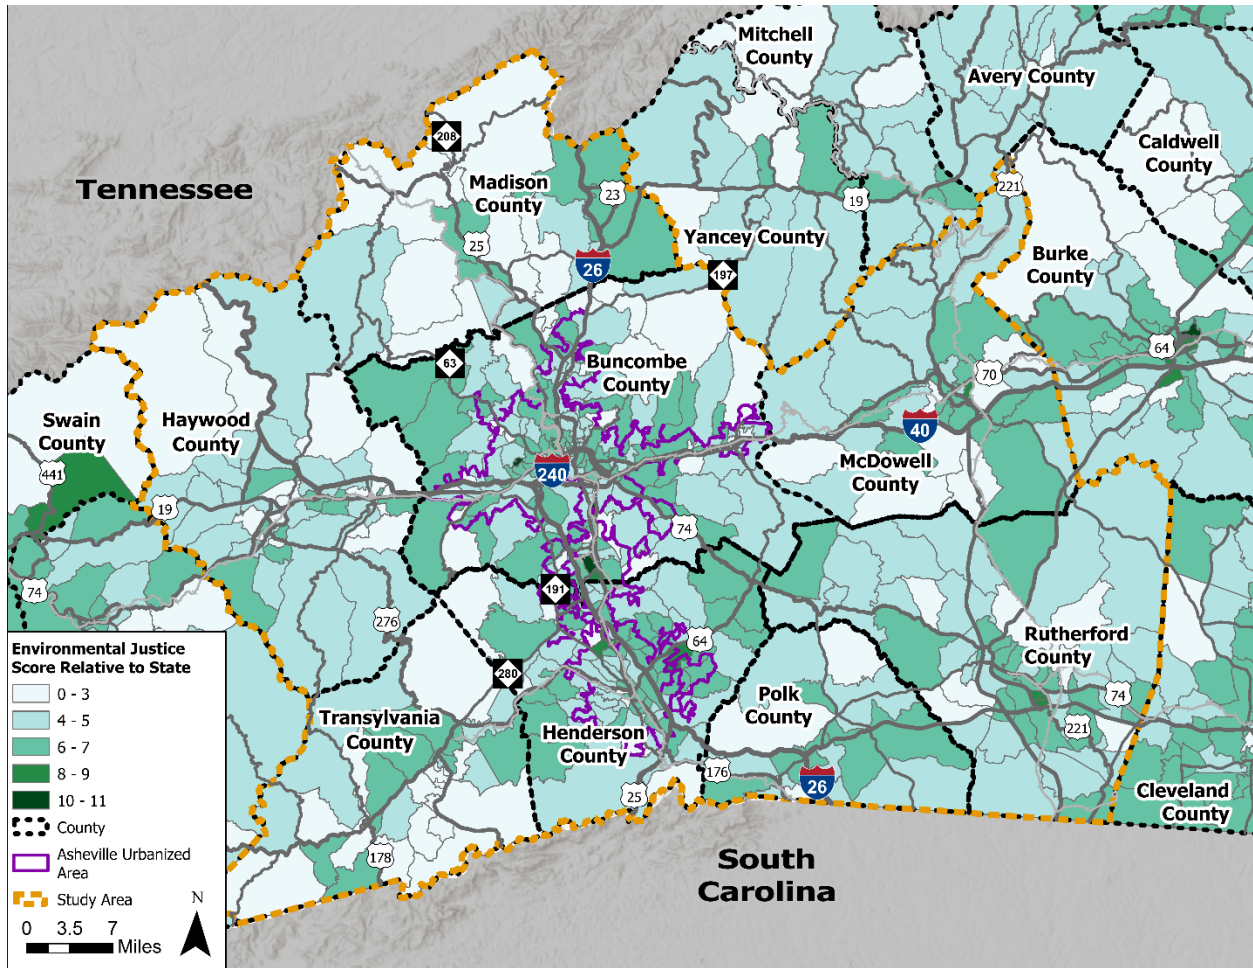 Mitchell
County
Avery County
Caldwell
County
208
Tennessee
Madison
County
23
221
19
25
Yancey County
Burke
County
26
197
63
Buncombe
County
64
70
Swain
County
Haywood
County
40
441
240
McDowell
County
19
74
74
191
276
64
Rutherford
County
280
Polk
County
74
Transylvania
County
Henderson
County
221
176
26
25
Cleveland
County
178
South
Carolina
Environmental Justice
Score Relative to State
0 - 3
4 - 5
6 - 7
8 - 9
10 - 11
County
Asheville Urbanized
Area
Study Area
N
0 3.5 7
Miles